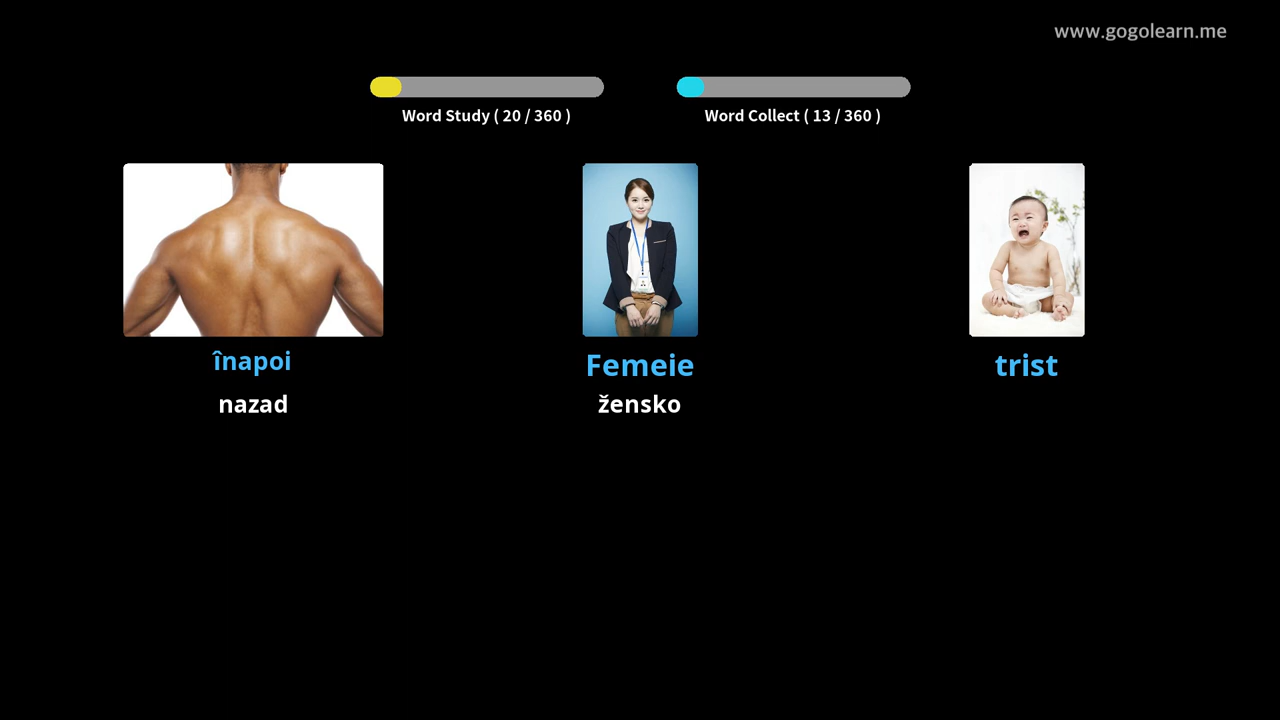 www.gogolearn.me
Word Study ( 20 / 360 )
Word Collect ( 13 / 360 )
înapoi
Femeie
trist
nazad
žensko